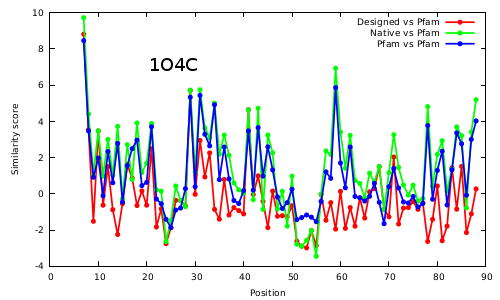 Designed vs Pfam
Native vs Pfam
Pfam vs Pfam
1O4C
Similarity score
10
8
6
4
2
0
-2
-4
0 10 20 30 40 50 60 70 80 90
Position